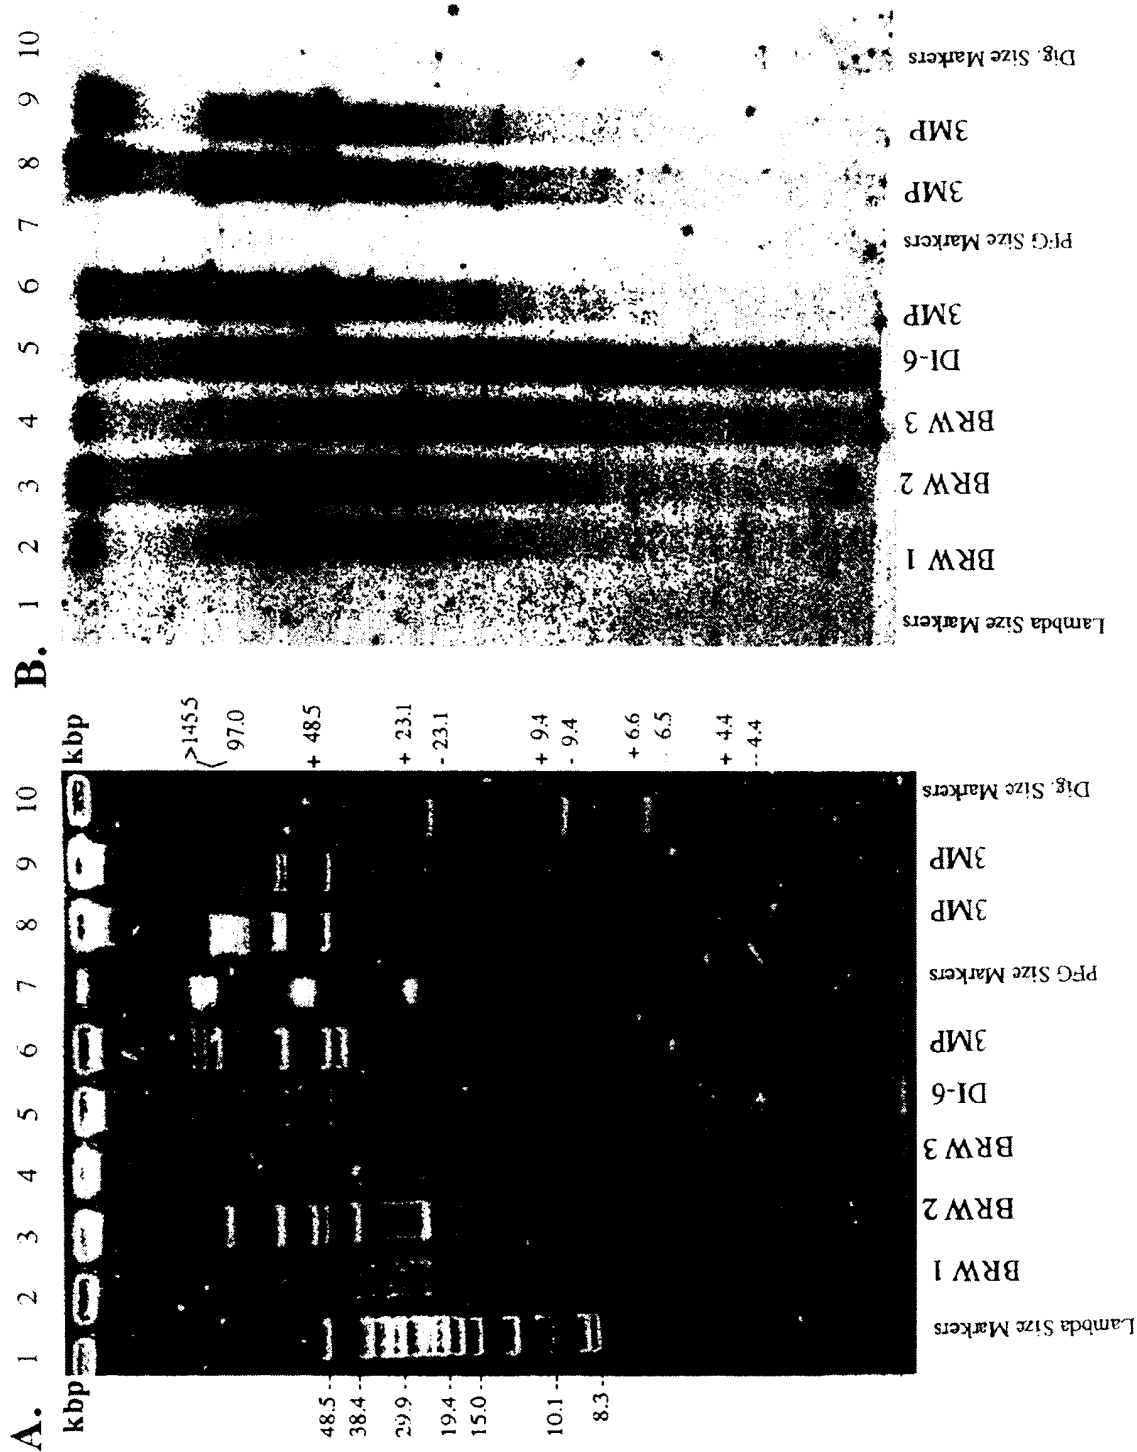 A.
1 2 3 4 5 6 7 8 9 10
kbp
kbp
48.5
38.4
29.9
19.4
15.0
10.1
8.3
>145.5
97.0
+ 48.5
+ 23.1
- 23.1
+ 9.4
- 9.4
+ 6.6
- 6.5
+ 4.4
- 4.4
Lambda Size Markers
BRW 1
BRW 2
BRW 3
DI-6
3MP
PFG Size Markers
3MP
3MP
Dig. Size Markers
B.
1 2 3 4 5 6 7 8 9 10
Lambda Size Markers
BRW 1
BRW 2
BRW 3
DI-6
3MP
PFG Size Markers
3MP
3MP
Dig. Size Markers